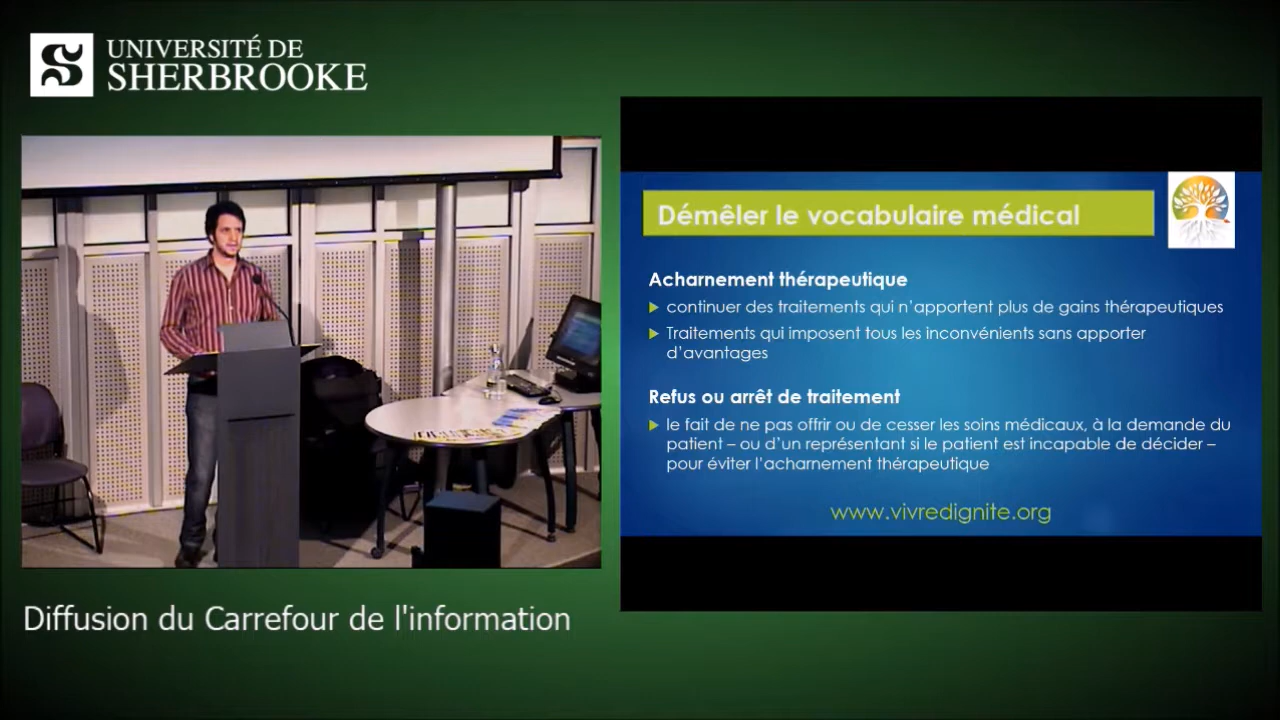 UNIVERSITÉ DE
SHERBROOKE
Démêler le vocabulaire médical
Acharnement thérapeutique
continuer des traitements qui n'apportent plus de gains thérapeutiques
Traitements qui imposent tous les inconvénients sans apporter
d'avantages
Refus ou arrêt de traitement
le fait de ne pas offrir ou de cesser les soins médicaux, à la demande du
patient – ou d'un représentant si le patient est incapable de décider –
pour éviter l'acharnement thérapeutique
www.vivredignite.org
Diffusion du Carrefour de l'information